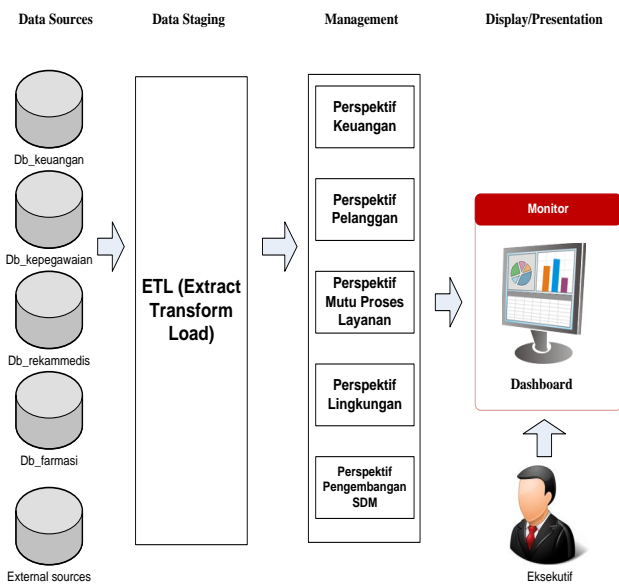 Data Sources
Data Staging
Management
Display/Presentation
Db_keuangan
Db_kepegawaian
Db_rekammedis
Db_farmasi
External sources
ETL (Extract
Transform
Load)
Perspektif
Keuangan
Perspektif
Pelanggan
Perspektif
Mutu Proses
Layanan
Perspektif
Lingkungan
Perspektif
Pengembangan
SDM
Monitor
Dashboard
Eksekutif